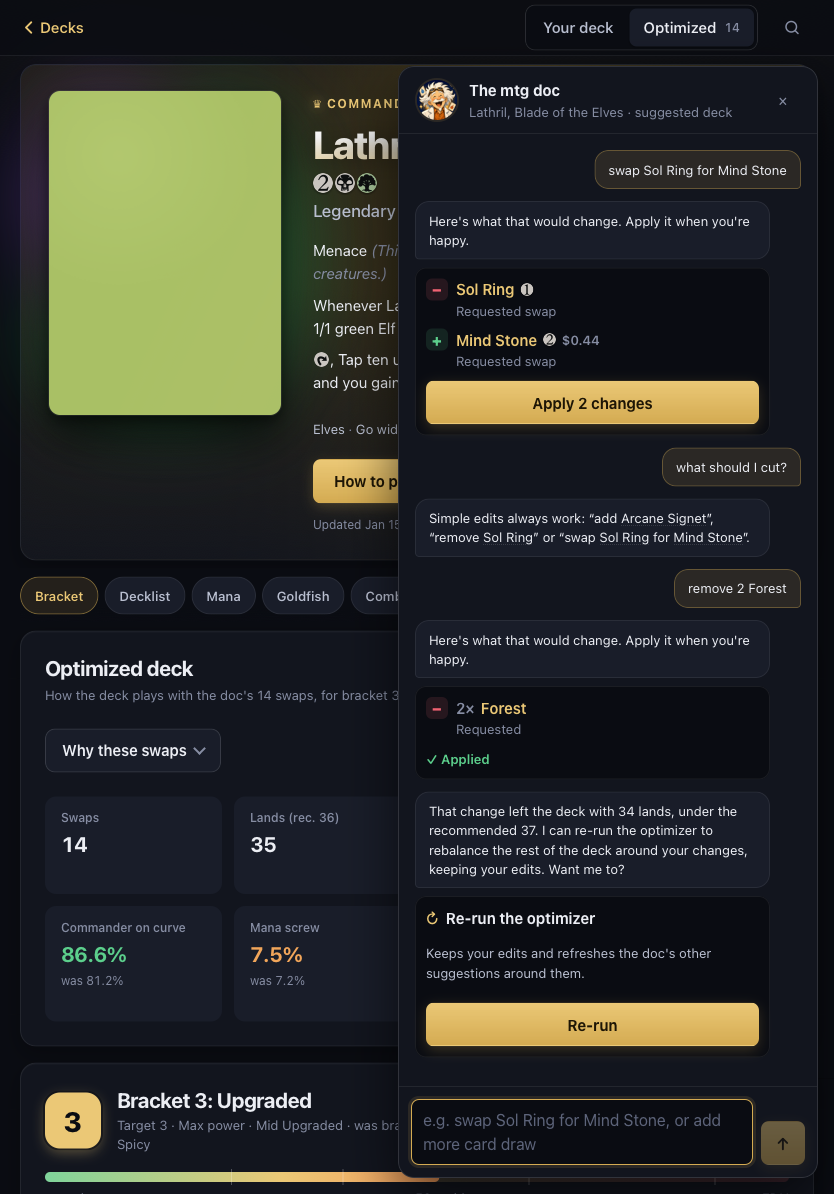 Decks
Your deck
Optimized 14
COMMAND
Lathr
2
Legendary
Menace (Thi
creatures.)
Whenever La
1/1 green Elf
, Tap ten u
and you gain
Elves · Go wid
How to p
Updated Jan 15
Bracket
Decklist
Mana
Goldfish
Comb
Optimized deck
How the deck plays with the doc's 14 swaps, for bracket 3
Why these swaps
Swaps
14
Lands (rec. 36)
35
Commander on curve
86.6%
was 81.2%
Mana screw
7.5%
was 7.2%
3
Bracket 3: Upgraded
Target 3 · Max power · Mid Upgraded · was bra
Spicy
The mtg doc
Lathril, Blade of the Elves · suggested deck
×
swap Sol Ring for Mind Stone
Here's what that would change. Apply it when you're
happy.
− Sol Ring 1
Requested swap
+ Mind Stone 2 $0.44
Requested swap
Apply 2 changes
what should I cut?
Simple edits always work: “add Arcane Signet”,
“remove Sol Ring” or “swap Sol Ring for Mind Stone”.
remove 2 Forest
Here's what that would change. Apply it when you're
happy.
− 2× Forest
Requested
✓ Applied
That change left the deck with 34 lands, under the
recommended 37. I can re-run the optimizer to
rebalance the rest of the deck around your changes,
keeping your edits. Want me to?
Re-run the optimizer
Keeps your edits and refreshes the doc's other
suggestions around them.
Re-run
e.g. swap Sol Ring for Mind Stone, or add
more card draw